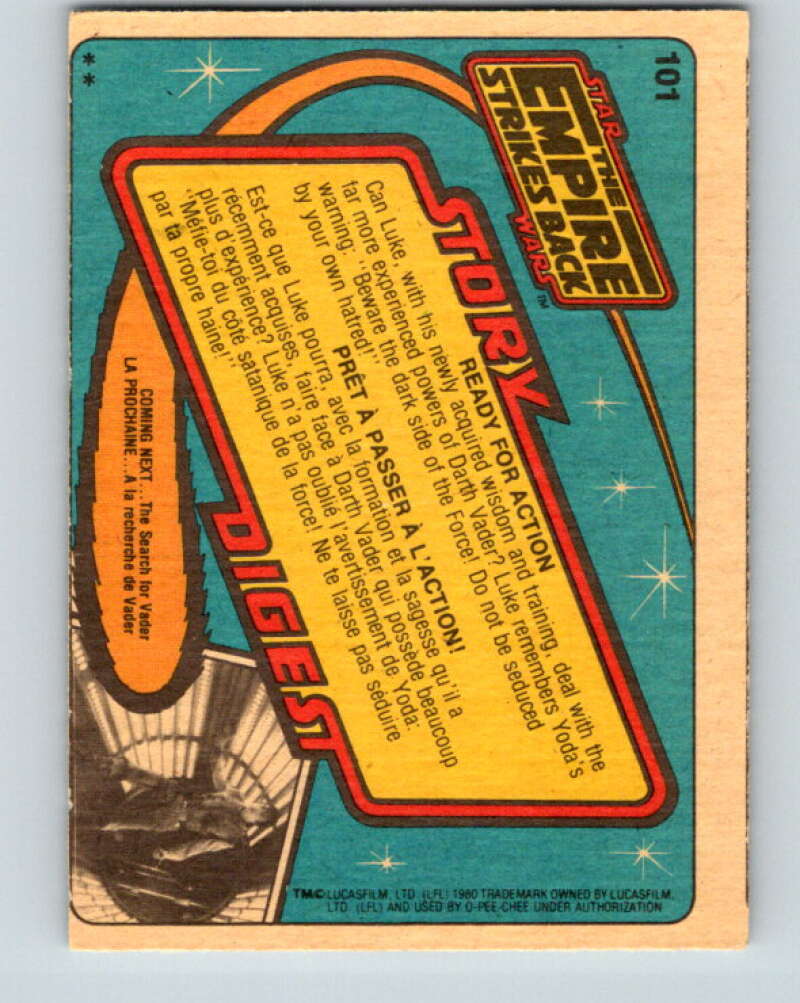 101
STAR
THE
EMPIRE
STRIKES BACK
WARS
TM
STORY
READY FOR ACTION
Can Luke, with his newly acquired wisdom and training, deal with the
far more experienced powers of Darth Vader? Luke remembers Yoda's
warning: "Beware the dark side of the Force! Do not be seduced
by your own hatred!"
PRÊT À PASSER À L'ACTION!
Est-ce que Luke pourra, avec la formation et la sagesse qu'il a
récemment acquises, faire face à Darth Vader qui possède beaucoup
plus d'expérience? Luke n'a pas oublié l'avertissement de Yoda:
"Méfie-toi du côté satanique de la force! Ne te laisse pas séduire
par ta propre haine!"
DIGEST
COMING NEXT...The Search for Vader
LA PROCHAINE...À la recherche de Vader
TM© LUCASFILM, LTD. (LFL) 1980 TRADEMARK OWNED BY LUCASFILM,
LTD. (LFL) AND USED BY O-PEE-CHEE UNDER AUTHORIZATION
**